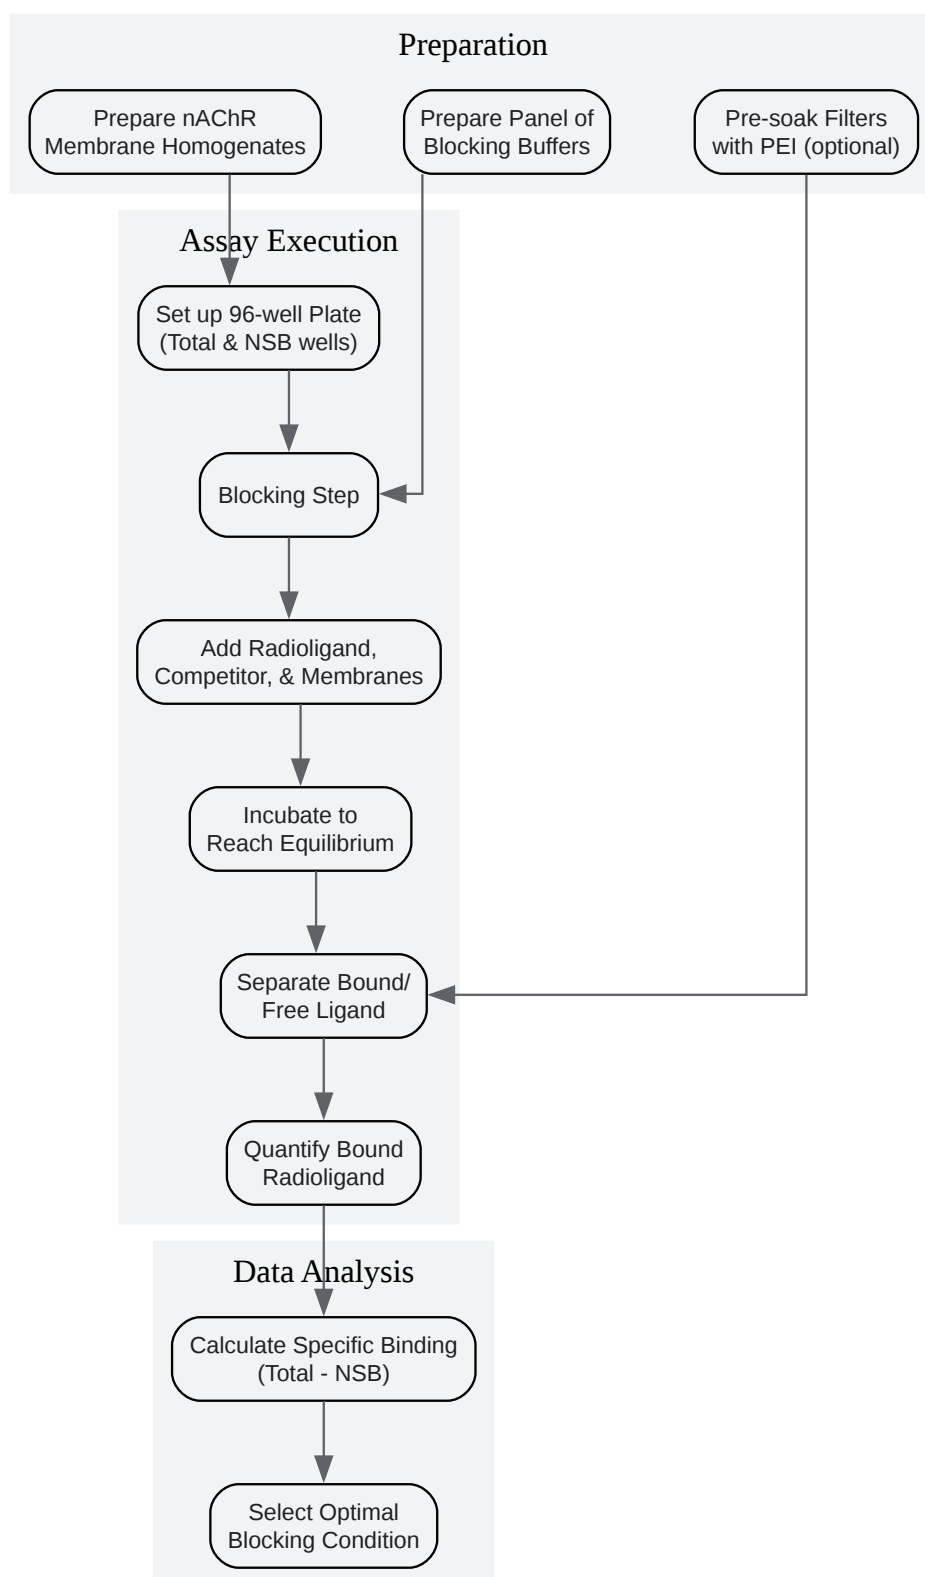 Preparation
Prepare nAChR
Membrane Homogenates
Prepare Panel of
Blocking Buffers
Pre-soak Filters
with PEI (optional)
Assay Execution
Set up 96-well Plate
(Total & NSB wells)
Blocking Step
Add Radioligand,
Competitor, & Membranes
Incubate to
Reach Equilibrium
Separate Bound/
Free Ligand
Quantify Bound
Radioligand
Data Analysis
Calculate Specific Binding
(Total - NSB)
Select Optimal
Blocking Condition